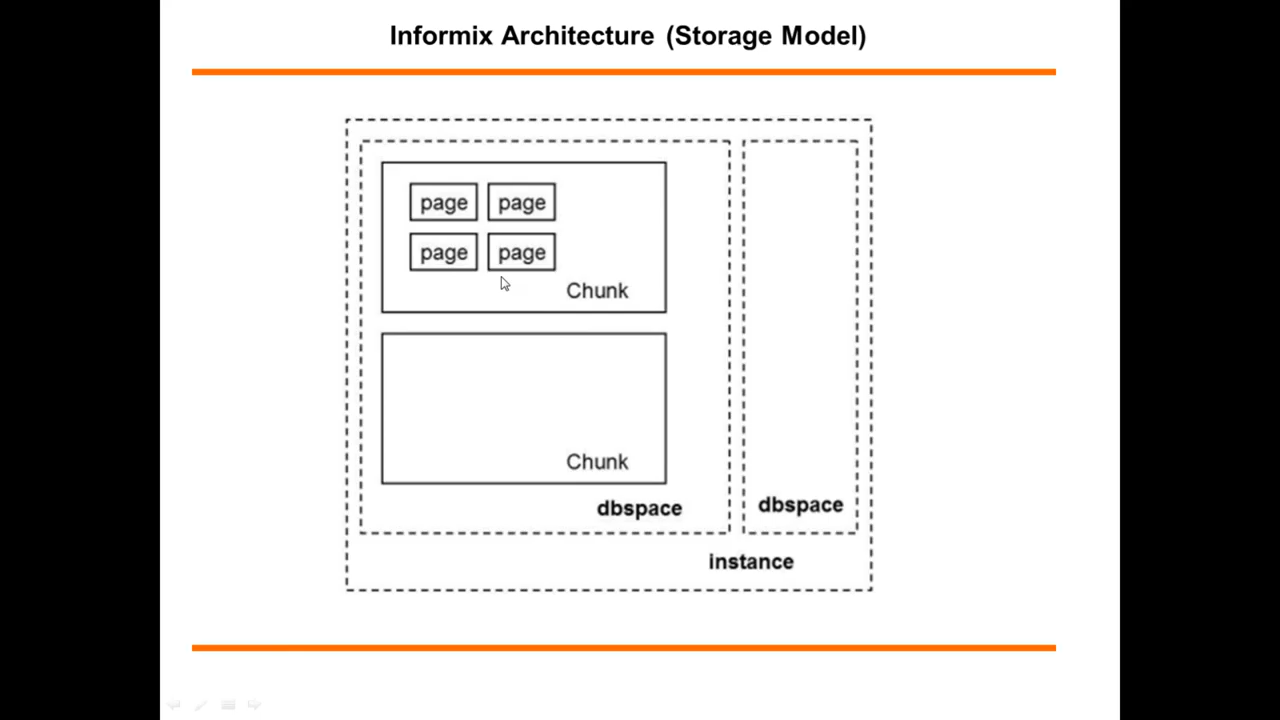 Informix Architecture (Storage Model)
page page
page page
Chunk
Chunk
dbspace
dbspace
instance